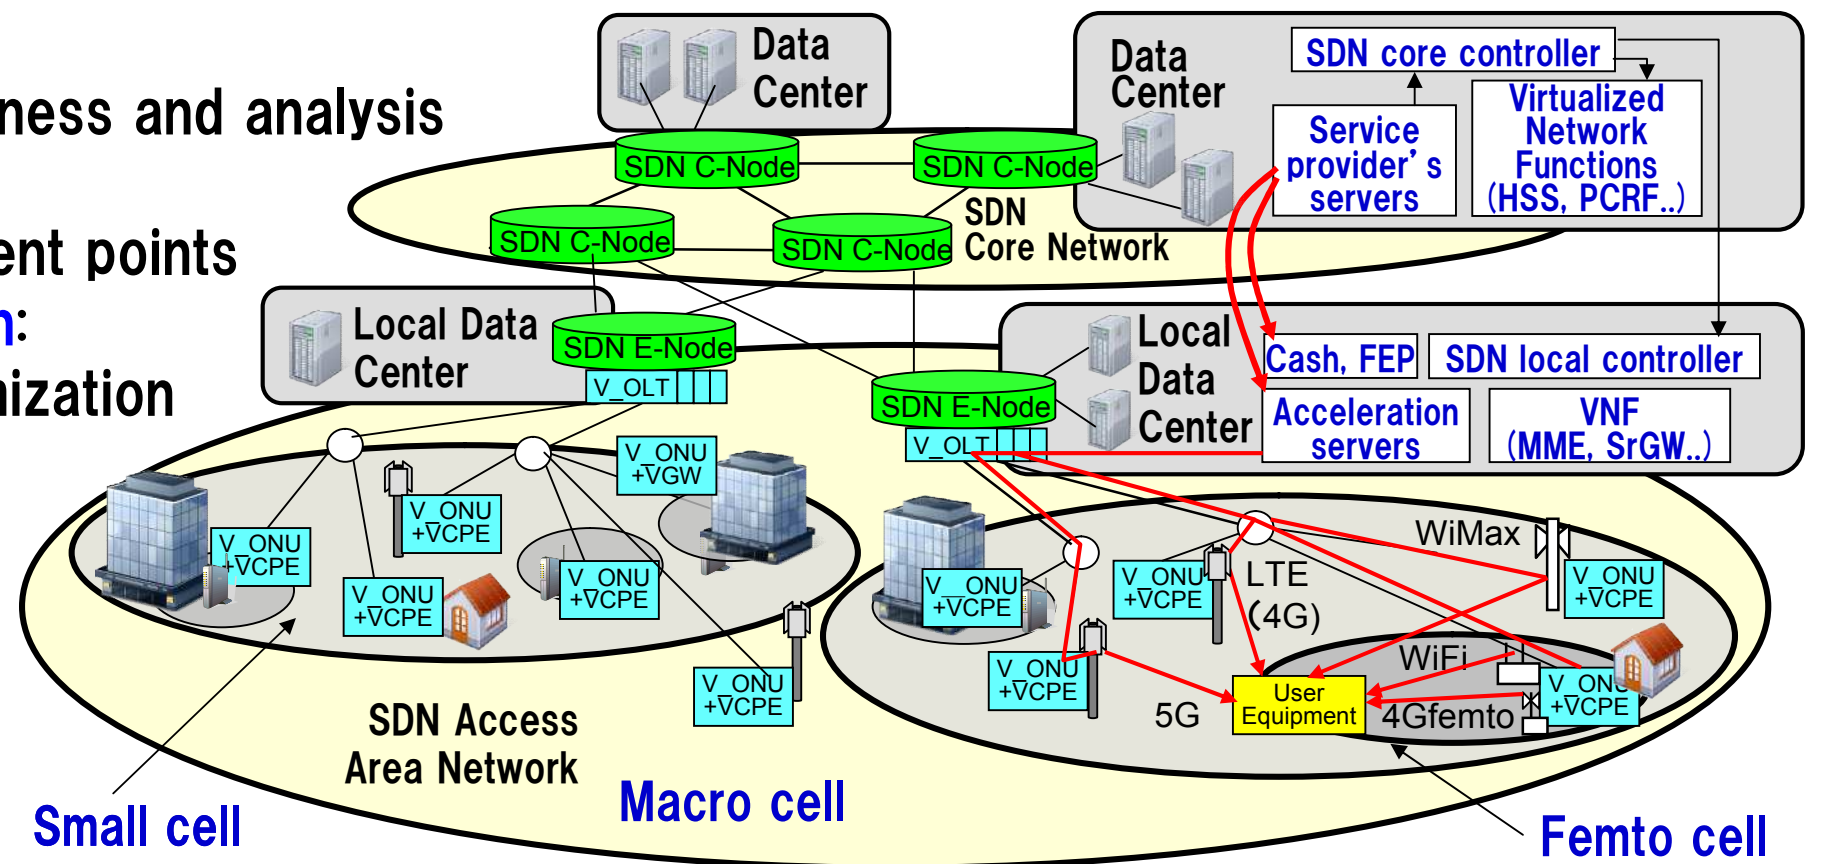 ness and analysis
ent points
n:
nization
Data
Center
Data
Center
SDN core controller
Service
provider's
servers
Virtualized
Network
Functions
(HSS, PCRF..)
SDN C-Node
SDN C-Node
SDN C-Node
SDN C-Node
SDN
Core Network
Local Data
Center
SDN E-Node
V_OLT
SDN E-Node
V_OLT
Local
Data
Center
Cash, FEP
SDN local controller
Acceleration
servers
VNF
(MME, SrGW..)
V_ONU
+VGW
V_ONU
+VCPE
V_ONU
+VCPE
V_ONU
+VCPE
V_ONU
+VCPE
V_ONU
+VCPE
V_ONU
+VCPE
V_ONU
+VCPE
LTE
(4G)
WiMax
V_ONU
+VCPE
V_ONU
+VCPE
5G
User
Equipment
WiFi
4Gfemto
V_ONU
+VCPE
SDN Access
Area Network
Small cell
Macro cell
Femto cell